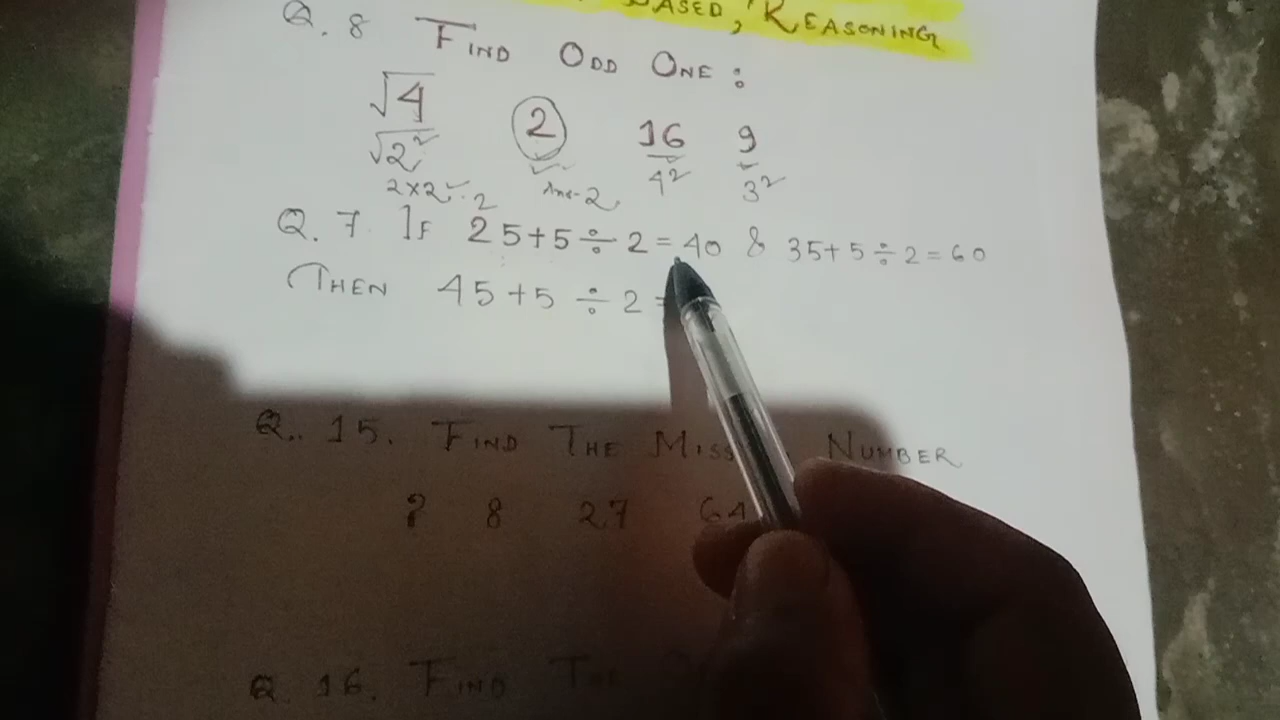 BASED, REASONING
Q. 8 FIND ODD ONE :
√4 2 16 9
√2² 4² 3²
2×2 2 Ans-2
Q. 7. IF 25+5÷2=40 & 35+5÷2=60
THEN 45+5÷2=
Q. 15. FIND THE NUMBER
? 8 27 64
Q. 16. FIND